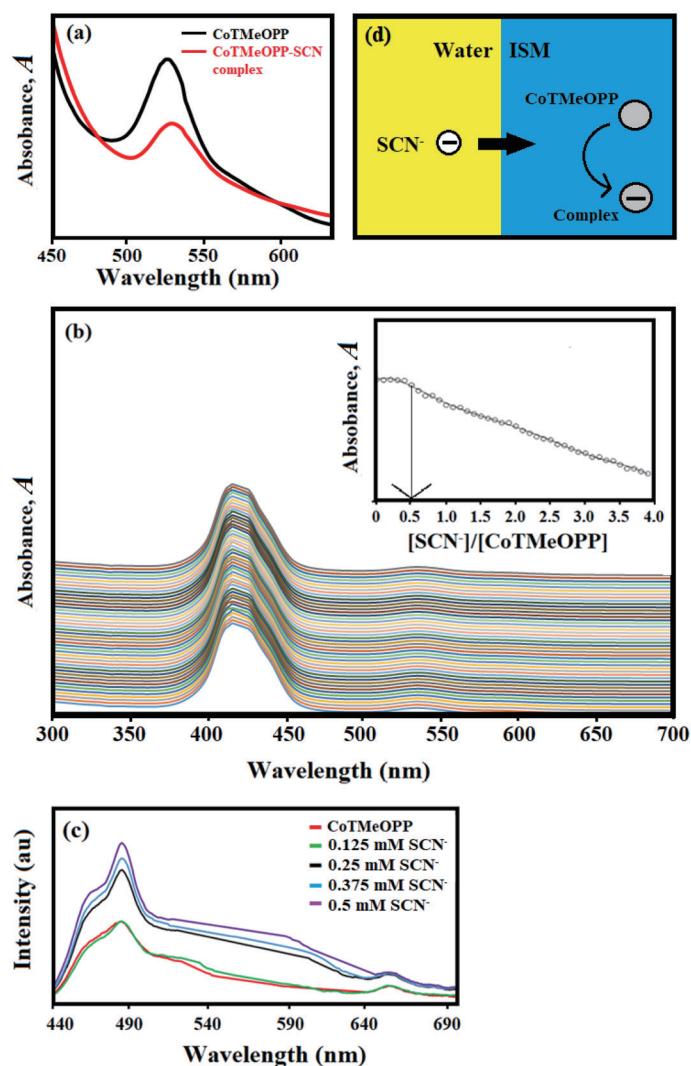 (a)
CoTMeOPP
CoTMeOPP-SCN
complex
Absobance, A
450 500 550 600
Wavelength (nm)
(d)
Water ISM
CoTMeOPP
SCN-
Complex
(b)
Absobance, A
300 350 400 450 500 550 600 650 700
Wavelength (nm)
Absobance, A
0 0.5 1.0 1.5 2.0 2.5 3.0 3.5 4.0
[SCN-]/[CoTMeOPP]
(c)
CoTMeOPP
0.125 mM SCN-
0.25 mM SCN-
0.375 mM SCN-
0.5 mM SCN-
Intensity (au)
440 490 540 590 640 690
Wavelength (nm)